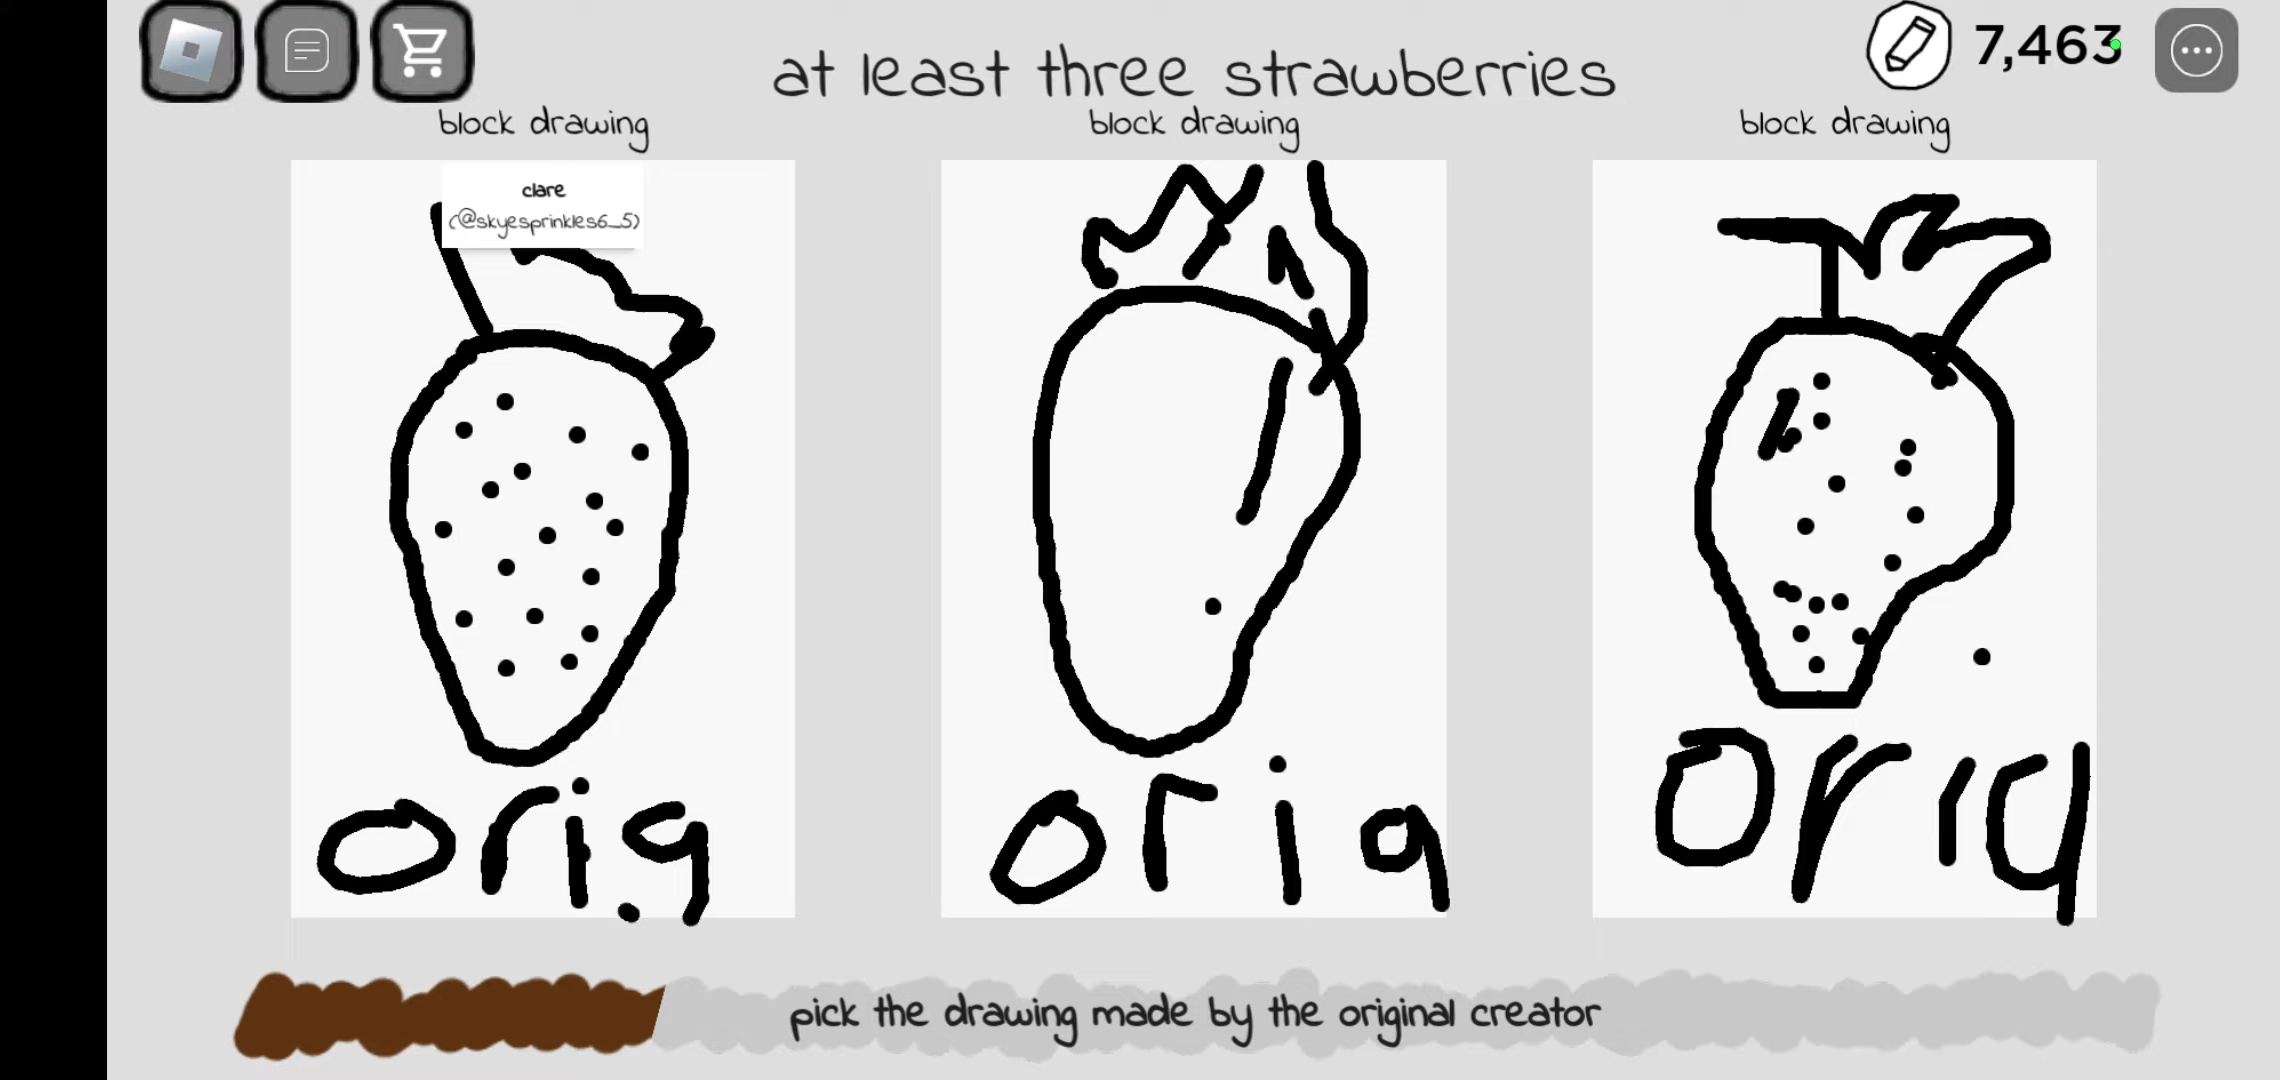 7,463
at least three strawberries
block drawing
block drawing
block drawing
clare
(@skyesprinkles6_5)
orig
orig
orig
pick the drawing made by the original creator